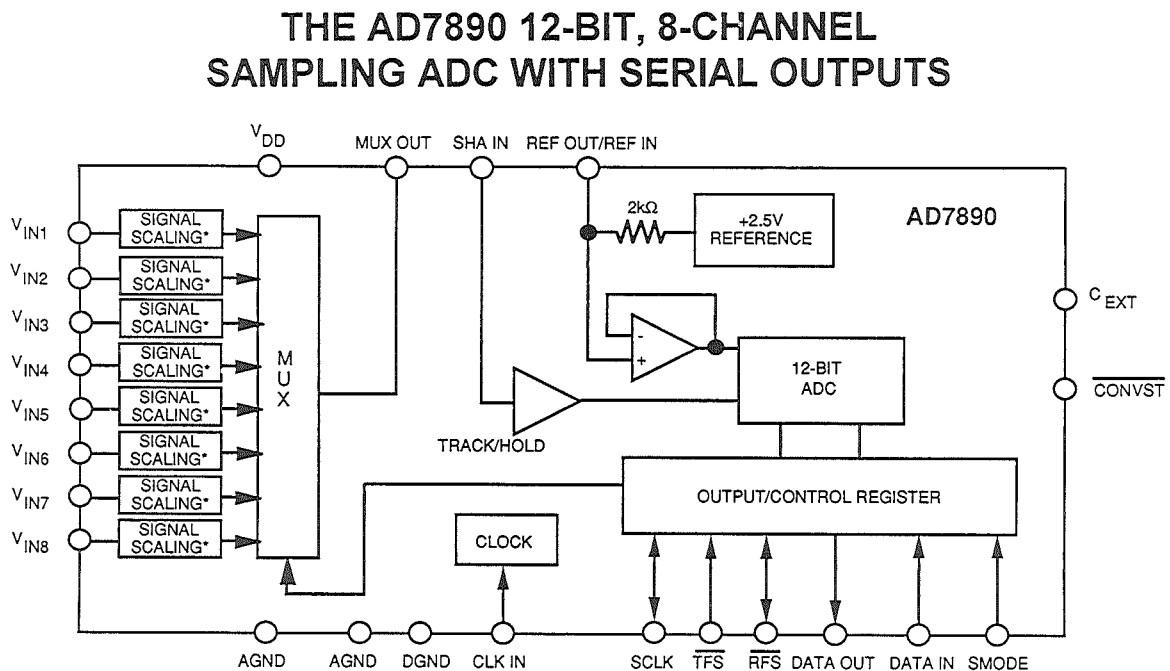 THE AD7890 12-BIT, 8-CHANNEL
SAMPLING ADC WITH SERIAL OUTPUTS
VDD
MUX OUT
SHA IN
REF OUT/REF IN
VIN1
SIGNAL
SCALING*
2kΩ
+2.5V
REFERENCE
AD7890
VIN2
SIGNAL
SCALING*
CEXT
VIN3
SIGNAL
SCALING*
-
+
VIN4
SIGNAL
SCALING*
MUX
12-BIT
ADC
CONVST
VIN5
SIGNAL
SCALING*
TRACK/HOLD
VIN6
SIGNAL
SCALING*
VIN7
SIGNAL
SCALING*
OUTPUT/CONTROL REGISTER
VIN8
SIGNAL
SCALING*
CLOCK
AGND
AGND
DGND
CLK IN
SCLK
TFS
RFS
DATA OUT
DATA IN
SMODE